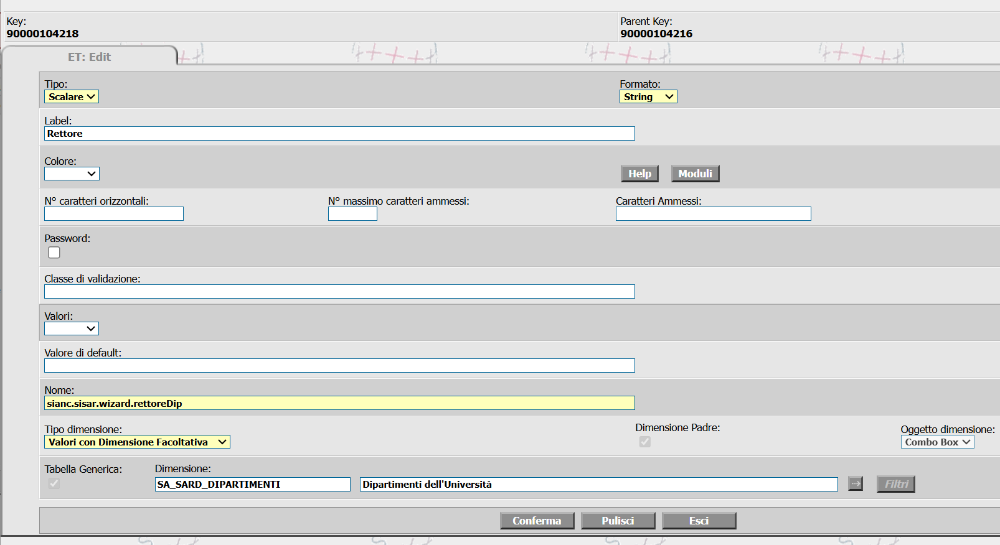 Key: Parent Key:
90000104218 90000104216
ET: Edit
Tipo: Formato:
Scalare String
Label:
Rettore
Colore:
Help Moduli
N° caratteri orizzontali: N° massimo caratteri ammessi: Caratteri Ammessi:
Password:
Classe di validazione:
Valori:
Valore di default:
Nome:
sianc.sisar.wizard.rettoreDip
Tipo dimensione: Dimensione Padre: Oggetto dimensione:
Valori con Dimensione Facoltativa Combo Box
Tabella Generica: Dimensione:
SA_SARD_DIPARTIMENTI Dipartimenti dell'Università Filtri
Conferma Pulisci Esci